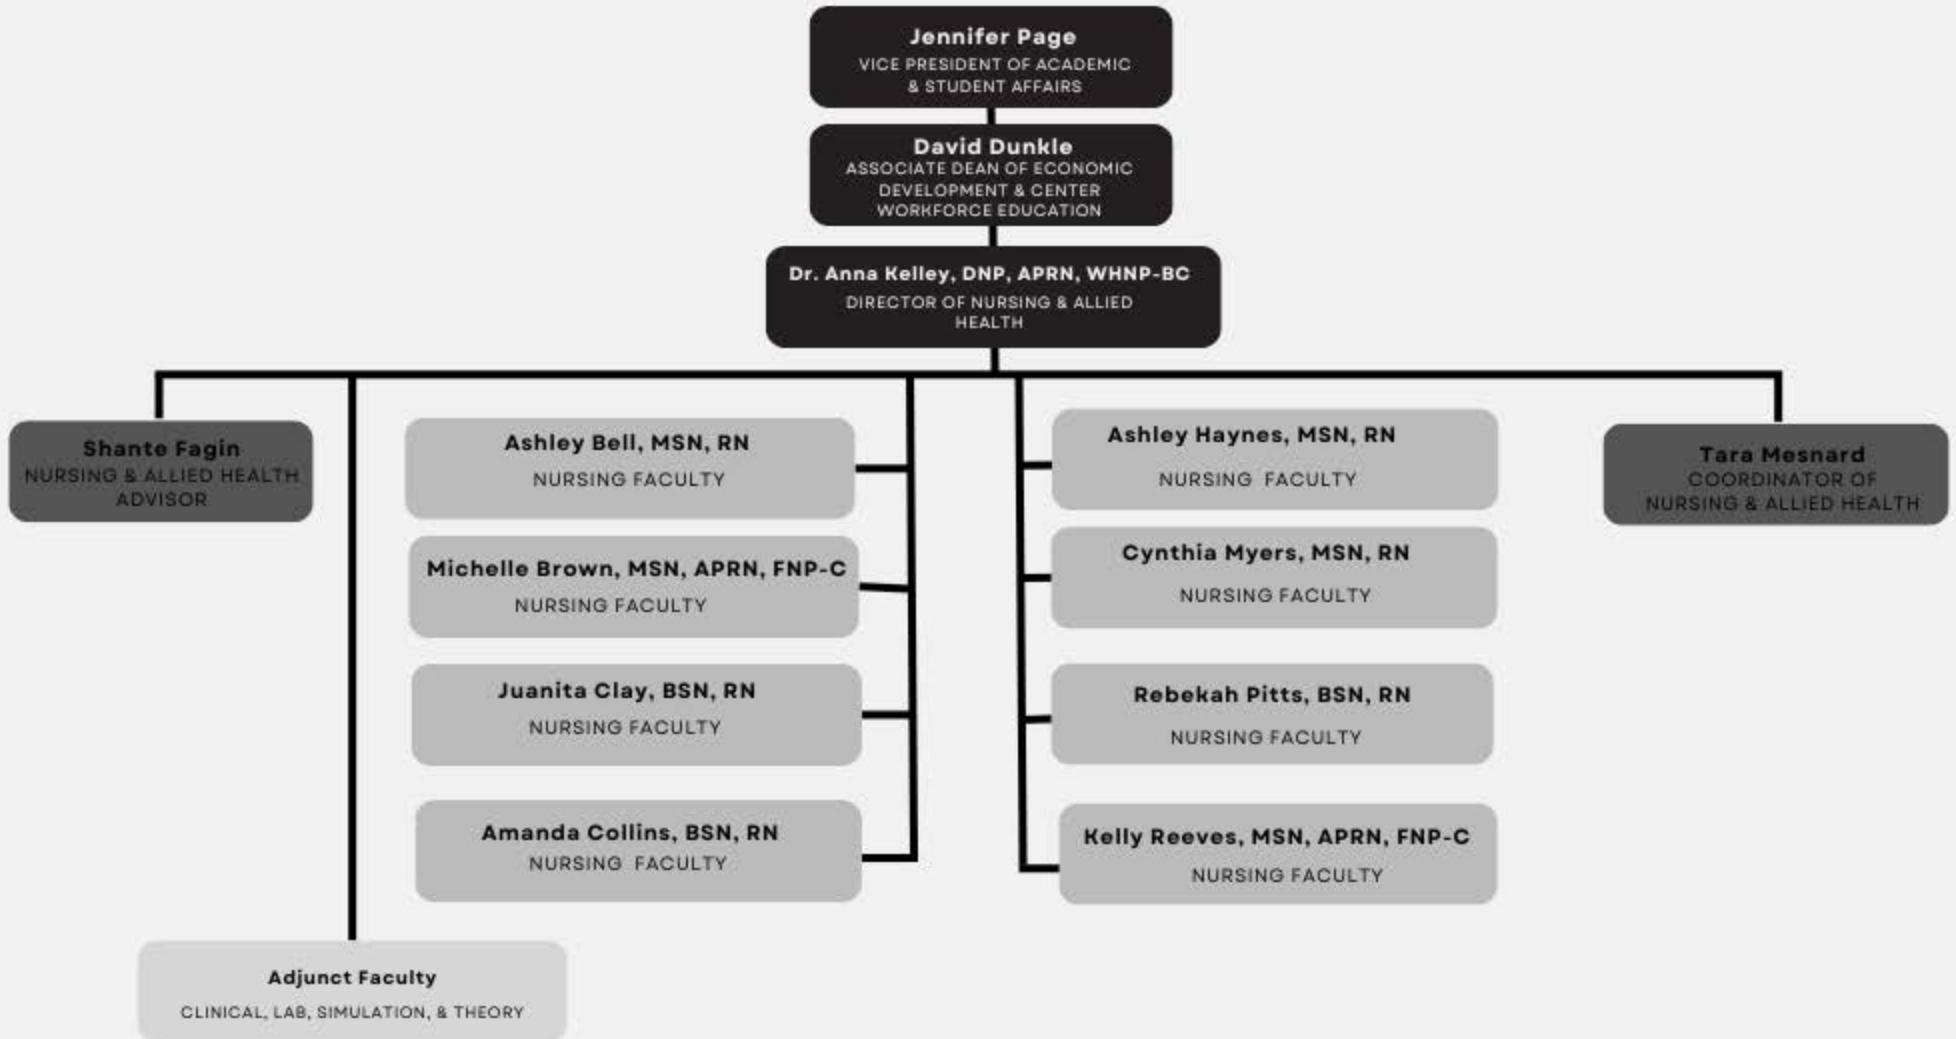 Jennifer Page
VICE PRESIDENT OF ACADEMIC
& STUDENT AFFAIRS
David Dunkle
ASSOCIATE DEAN OF ECONOMIC
DEVELOPMENT & CENTER
WORKFORCE EDUCATION
Dr. Anna Kelley, DNP, APRN, WHNP-BC
DIRECTOR OF NURSING & ALLIED
HEALTH
Shante Fagin
NURSING & ALLIED HEALTH
ADVISOR
Ashley Bell, MSN, RN
NURSING FACULTY
Michelle Brown, MSN, APRN, FNP-C
NURSING FACULTY
Juanita Clay, BSN, RN
NURSING FACULTY
Amanda Collins, BSN, RN
NURSING FACULTY
Ashley Haynes, MSN, RN
NURSING FACULTY
Cynthia Myers, MSN, RN
NURSING FACULTY
Rebekah Pitts, BSN, RN
NURSING FACULTY
Kelly Reeves, MSN, APRN, FNP-C
NURSING FACULTY
Tara Mesnard
COORDINATOR OF
NURSING & ALLIED HEALTH
Adjunct Faculty
CLINICAL, LAB, SIMULATION, & THEORY